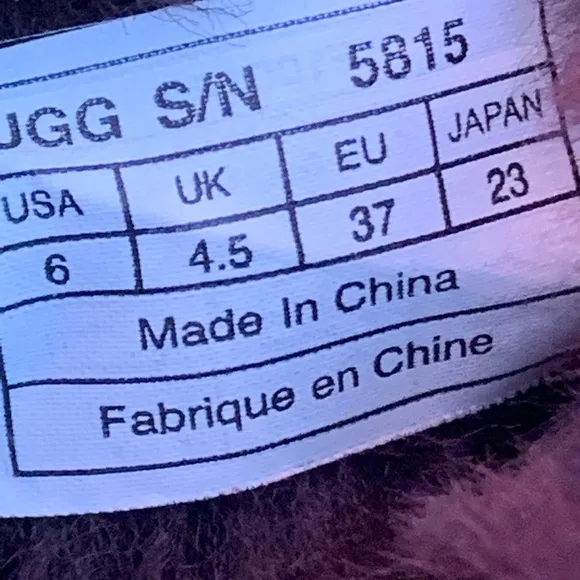 UGG S/N 5815
USA UK EU JAPAN
6 4.5 37 23
Made In China
Fabrique en Chine